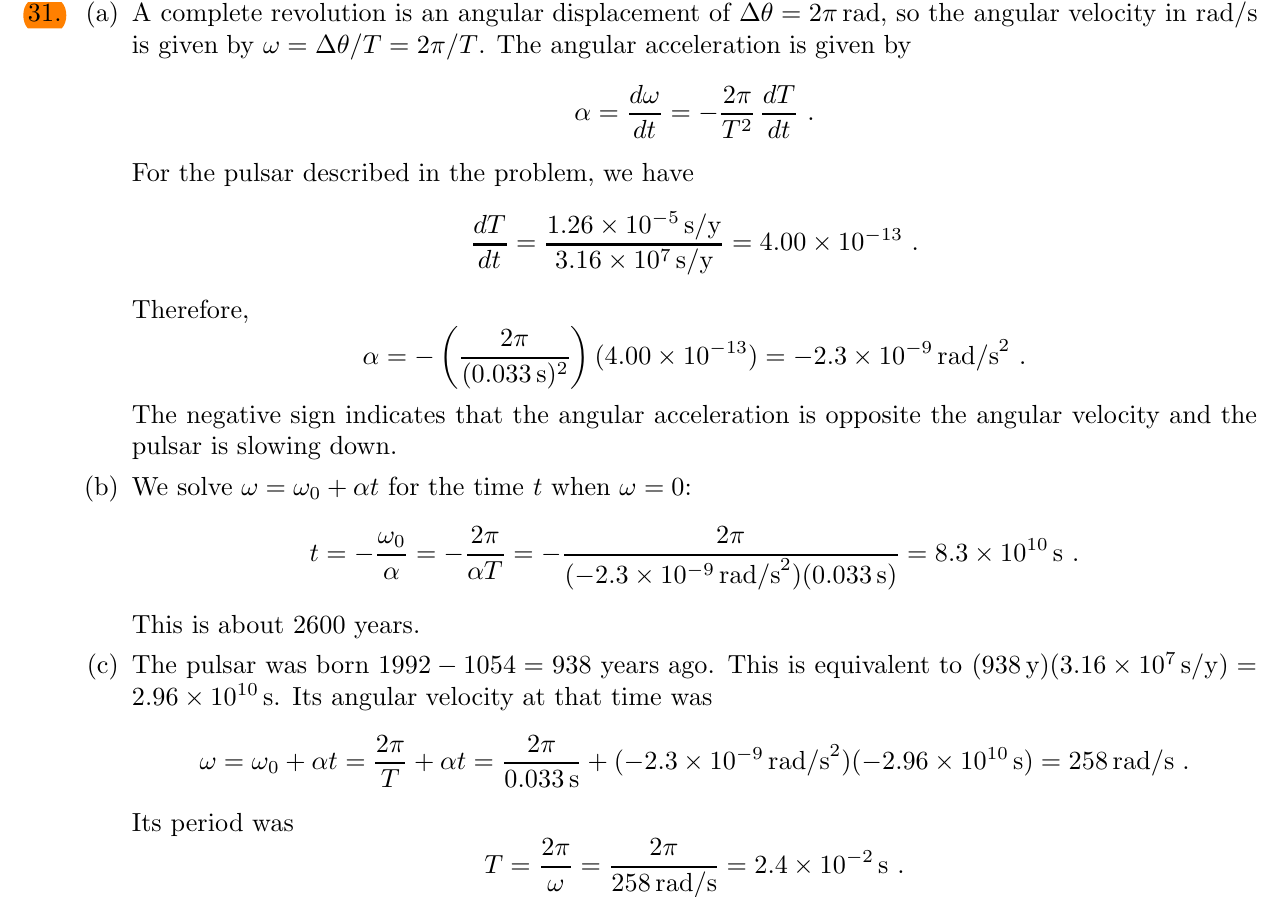 31. (a) A complete revolution is an angular displacement of Δθ = 2π rad, so the angular velocity in rad/s
is given by ω = Δθ/T = 2π/T. The angular acceleration is given by
α = dω/dt = −(2π/T²) (dT/dt) .
For the pulsar described in the problem, we have
dT/dt = (1.26 × 10⁻⁵ s/y)/(3.16 × 10⁷ s/y) = 4.00 × 10⁻¹³ .
Therefore,
α = −(2π/(0.033 s)²) (4.00 × 10⁻¹³) = −2.3 × 10⁻⁹ rad/s² .
The negative sign indicates that the angular acceleration is opposite the angular velocity and the
pulsar is slowing down.
(b) We solve ω = ω₀ + αt for the time t when ω = 0:
t = −ω₀/α = −2π/(αT) = −2π/((−2.3 × 10⁻⁹ rad/s²)(0.033 s)) = 8.3 × 10¹⁰ s .
This is about 2600 years.
(c) The pulsar was born 1992 − 1054 = 938 years ago. This is equivalent to (938 y)(3.16 × 10⁷ s/y) =
2.96 × 10¹⁰ s. Its angular velocity at that time was
ω = ω₀ + αt = 2π/T + αt = 2π/(0.033 s) + (−2.3 × 10⁻⁹ rad/s²)(−2.96 × 10¹⁰ s) = 258 rad/s .
Its period was
T = 2π/ω = 2π/(258 rad/s) = 2.4 × 10⁻² s .